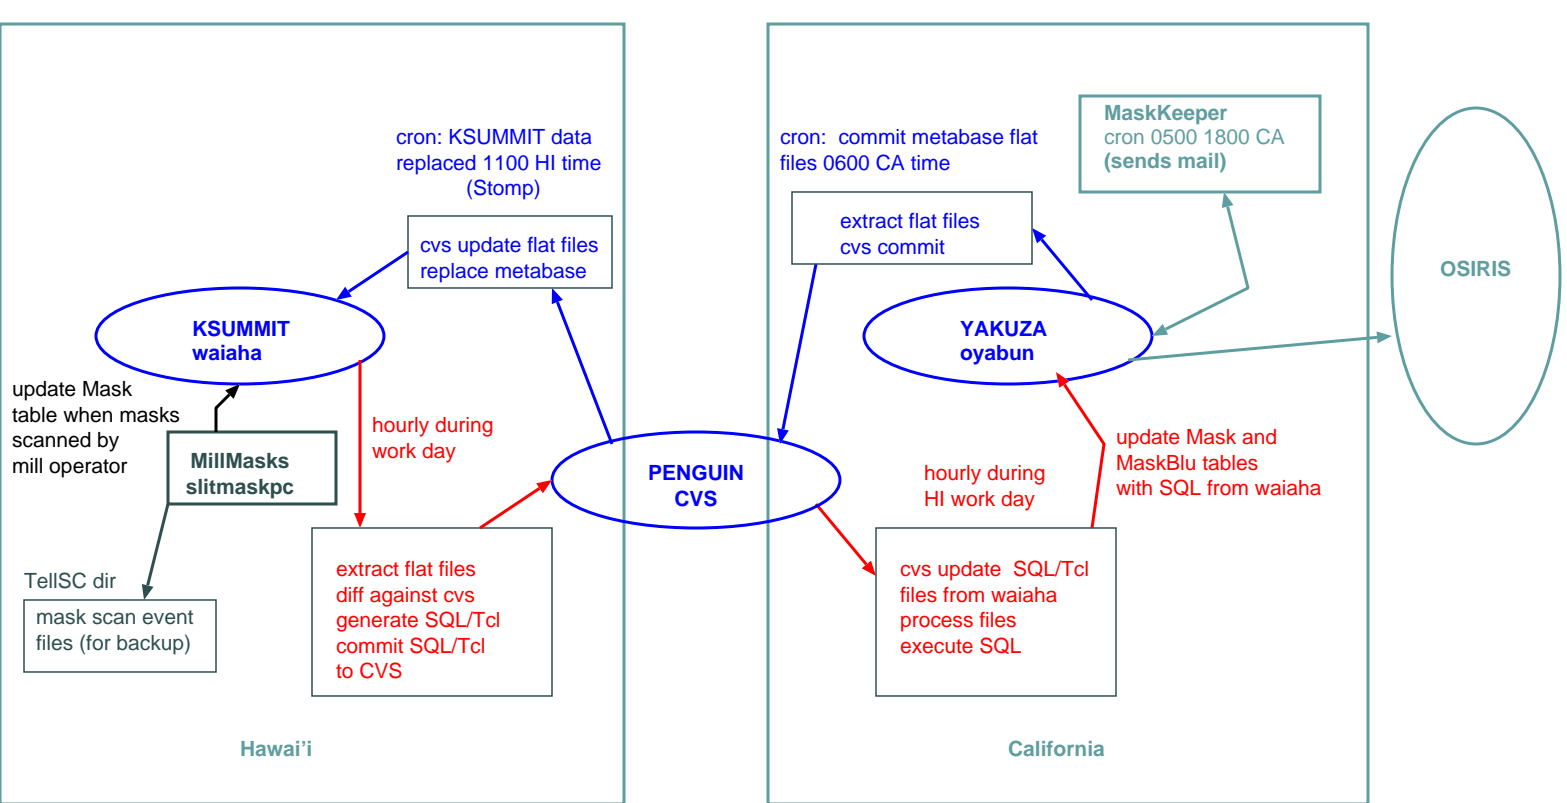 cron: KSUMMIT data
replaced 1100 HI time
(Stomp)
cvs update flat files
replace metabase
KSUMMIT
waiaha
update Mask
table when masks
scanned by
mill operator
MillMasks
slitmaskpc
hourly during
work day
TellSC dir
mask scan event
files (for backup)
extract flat files
diff against cvs
generate SQL/Tcl
commit SQL/Tcl
to CVS
Hawai'i
PENGUIN
CVS
cron: commit metabase flat
files 0600 CA time
extract flat files
cvs commit
MaskKeeper
cron 0500 1800 CA
(sends mail)
YAKUZA
oyabun
hourly during
HI work day
update Mask and
MaskBlu tables
with SQL from waiaha
cvs update SQL/Tcl
files from waiaha
process files
execute SQL
California
OSIRIS